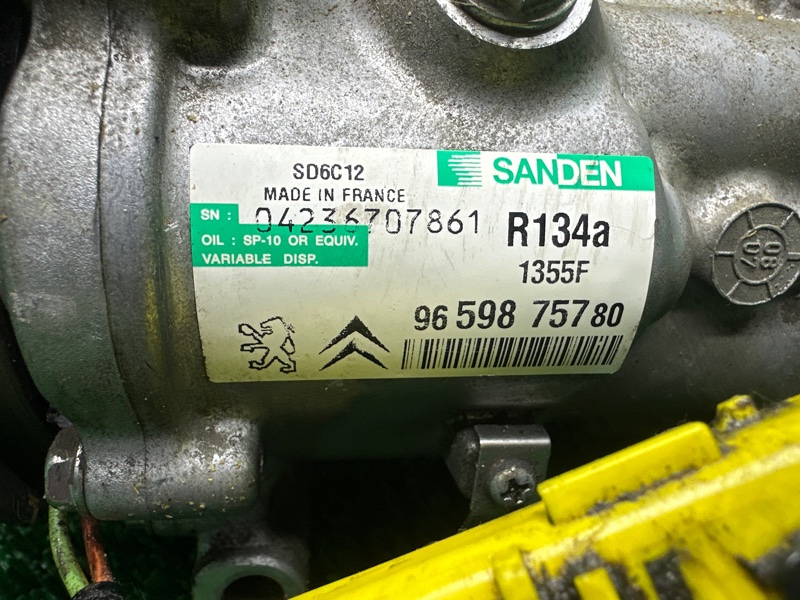 SD6C12
SANDEN
MADE IN FRANCE
SN : 04236707861
R134a
OIL : SP-10 OR EQUIV.
VARIABLE DISP.
1355F
96 598 757 80